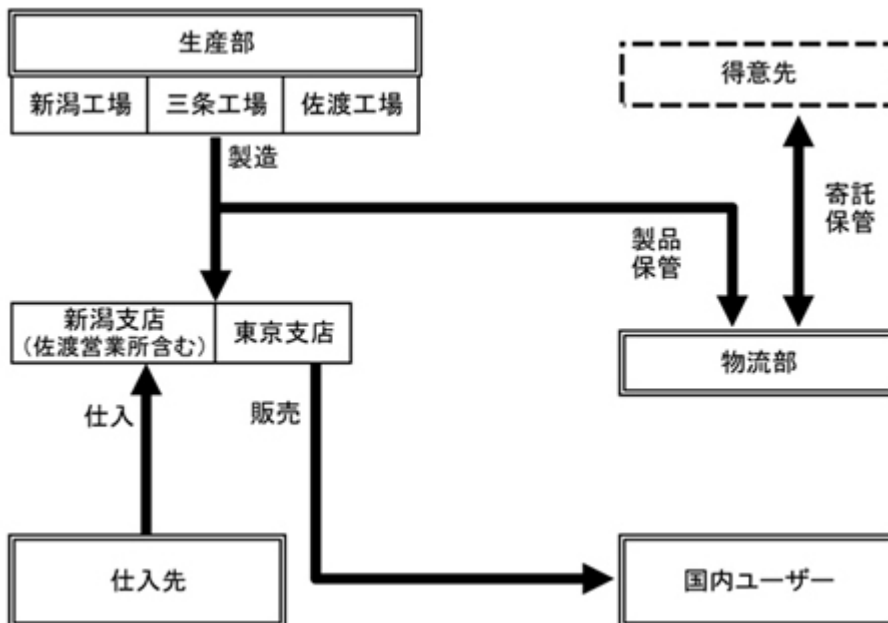 生産部
新潟工場
三条工場
佐渡工場
得意先
製造
寄託
保管
製品
保管
新潟支店
(佐渡営業所含む)
東京支店
物流部
仕入
販売
仕入先
国内ユーザー